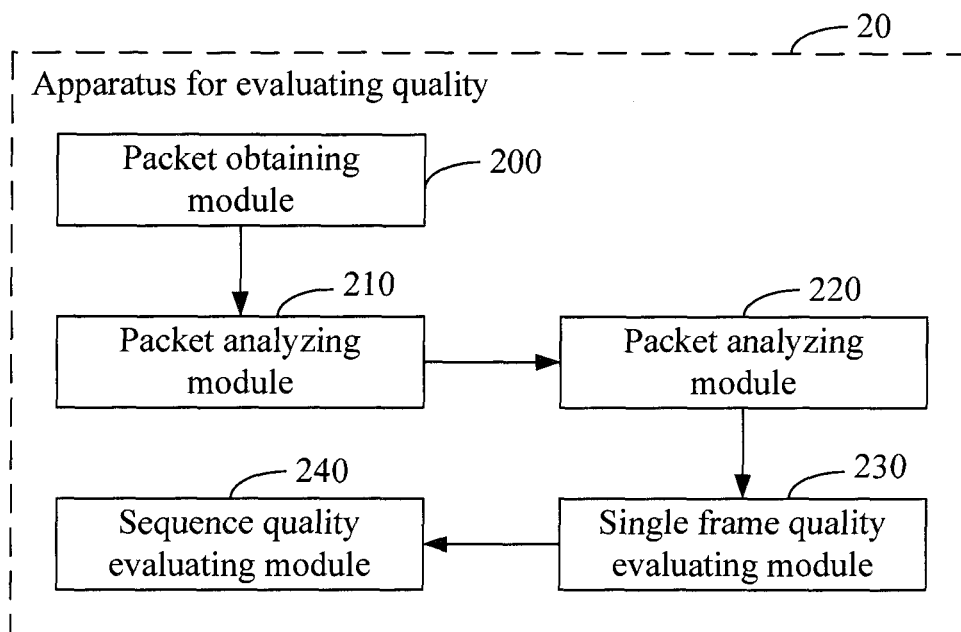 20
Apparatus for evaluating quality
Packet obtaining
module
200
210
Packet analyzing
module
220
Packet analyzing
module
240
Sequence quality
evaluating module
230
Single frame quality
evaluating module